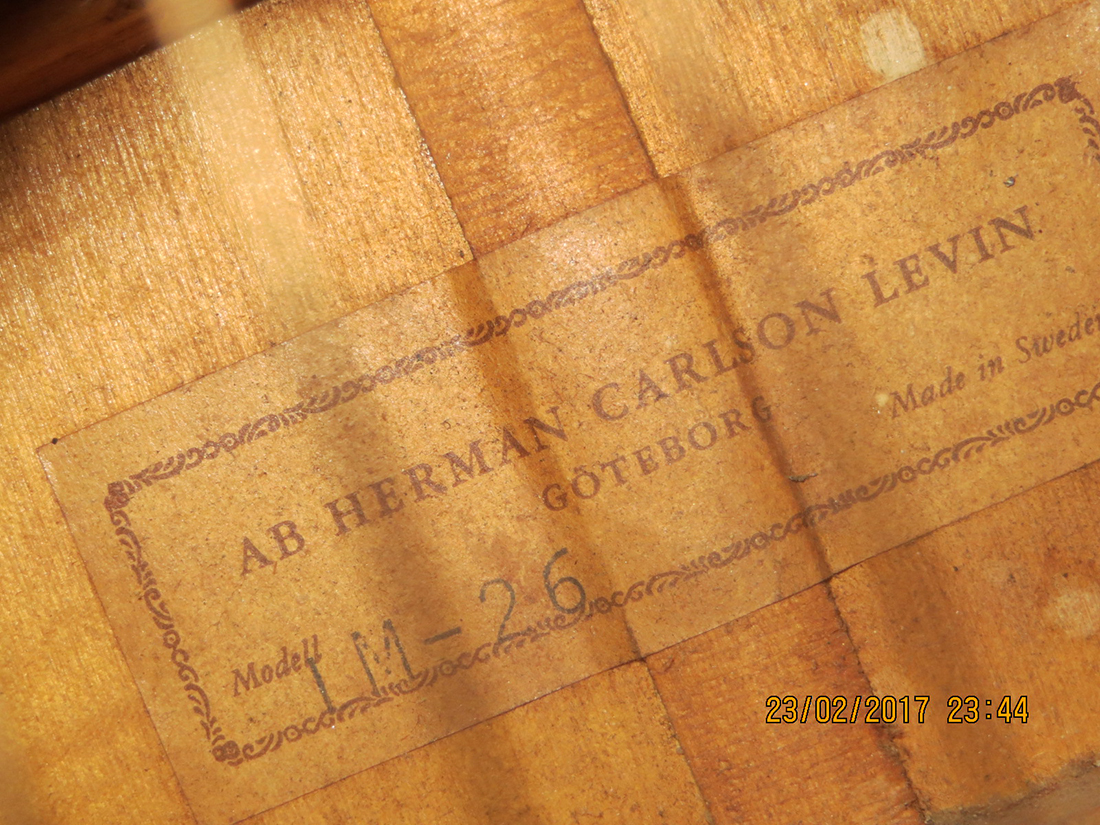 AB HERMAN CARLSON LEVIN
GÖTEBORG
Made in Sweden
Modell LM-26
23/02/2017 23:44